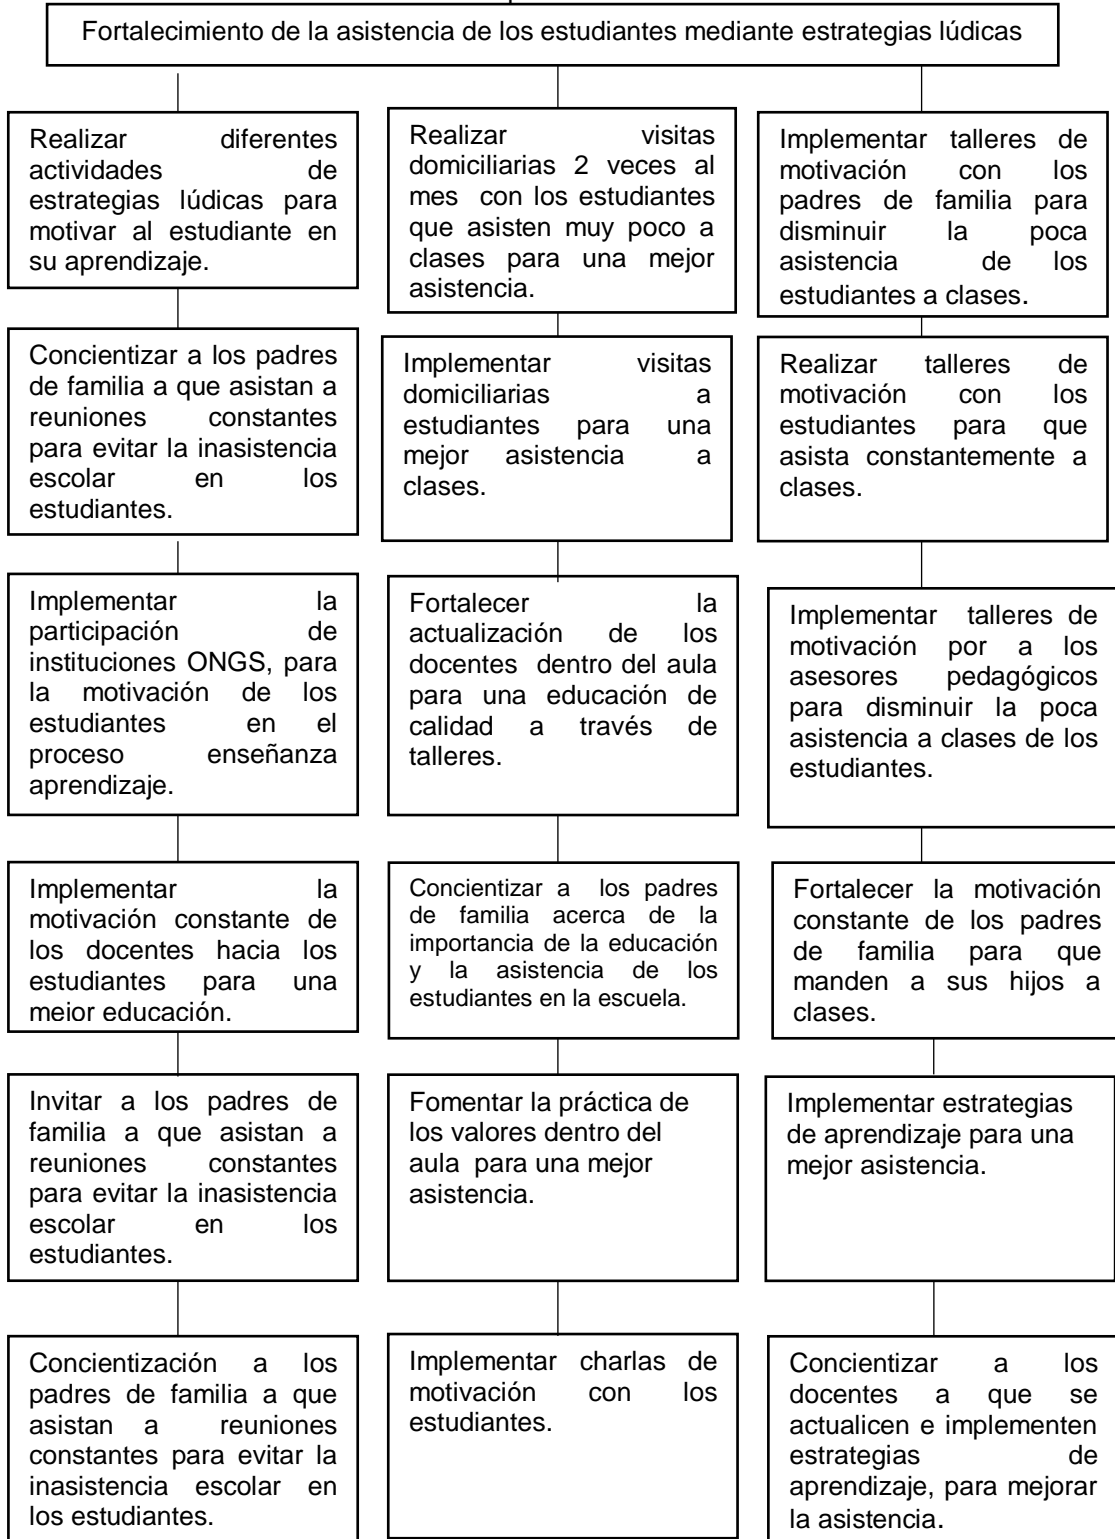 Fortalecimiento de la asistencia de los estudiantes mediante estrategias lúdicas
Realizar diferentes
actividades de
estrategias lúdicas para
motivar al estudiante en
su aprendizaje.
Realizar visitas
domiciliarias 2 veces al
mes con los estudiantes
que asisten muy poco a
clases para una mejor
asistencia.
Implementar talleres de
motivación con los
padres de familia para
disminuir la poca
asistencia de los
estudiantes a clases.
Concientizar a los padres
de familia a que asistan a
reuniones constantes
para evitar la inasistencia
escolar en los
estudiantes.
Implementar visitas
domiciliarias a
estudiantes para una
mejor asistencia a
clases.
Realizar talleres de
motivación con los
estudiantes para que
asista constantemente a
clases.
Implementar la
participación de
instituciones ONGS, para
la motivación de los
estudiantes en el
proceso enseñanza
aprendizaje.
Fortalecer la
actualización de los
docentes dentro del aula
para una educación de
calidad a través de
talleres.
Implementar talleres de
motivación por a los
asesores pedagógicos
para disminuir la poca
asistencia a clases de los
estudiantes.
Implementar la
motivación constante de
los docentes hacia los
estudiantes para una
mejor educación.
Concientizar a los padres
de familia acerca de la
importancia de la educación
y la asistencia de los
estudiantes en la escuela.
Fortalecer la motivación
constante de los padres
de familia para que
manden a sus hijos a
clases.
Invitar a los padres de
familia a que asistan a
reuniones constantes
para evitar la inasistencia
escolar en los
estudiantes.
Fomentar la práctica de
los valores dentro del
aula para una mejor
asistencia.
Implementar estrategias
de aprendizaje para una
mejor asistencia.
Concientización a los
padres de familia a que
asistan a reuniones
constantes para evitar la
inasistencia escolar en
los estudiantes.
Implementar charlas de
motivación con los
estudiantes.
Concientizar a los
docentes a que se
actualicen e implementen
estrategias de
aprendizaje, para mejorar
la asistencia.